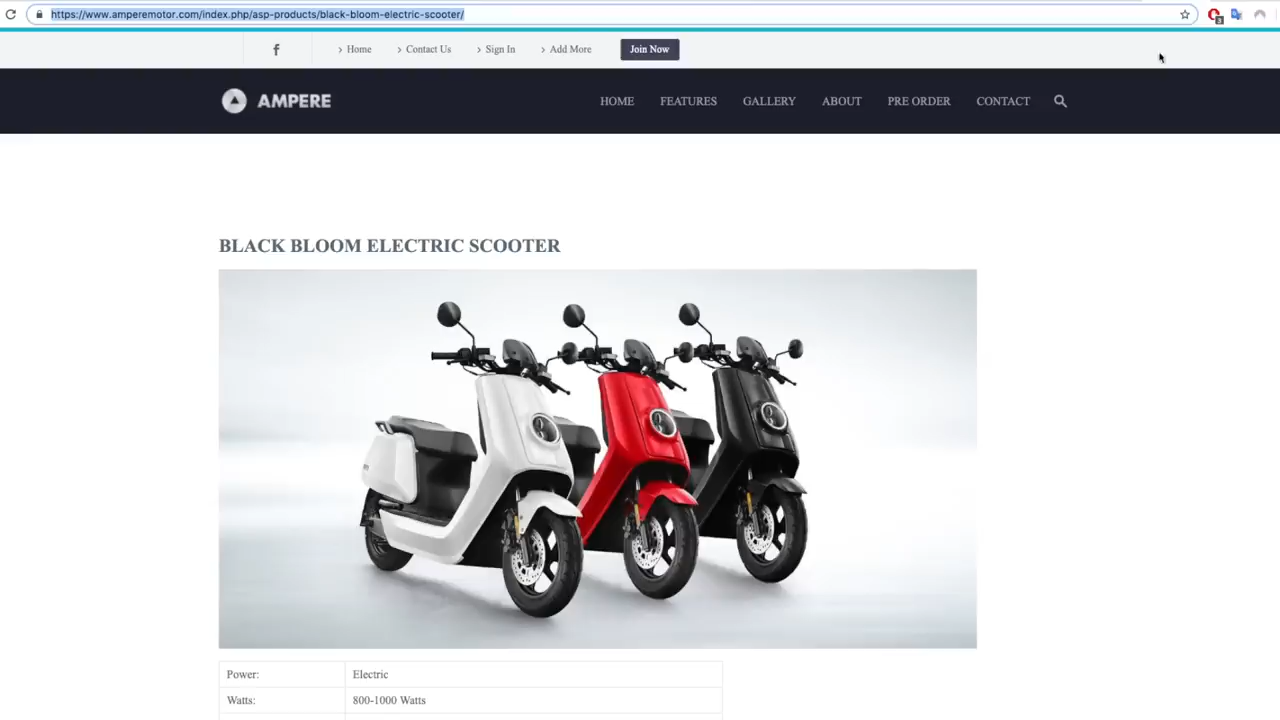 https://www.amperemotor.com/index.php/asp-products/black-bloom-electric-scooter/
3
f › Home › Contact Us › Sign In › Add More Join Now
AMPERE HOME FEATURES GALLERY ABOUT PRE ORDER CONTACT
BLACK BLOOM ELECTRIC SCOOTER
Power: Electric
Watts: 800-1000 Watts